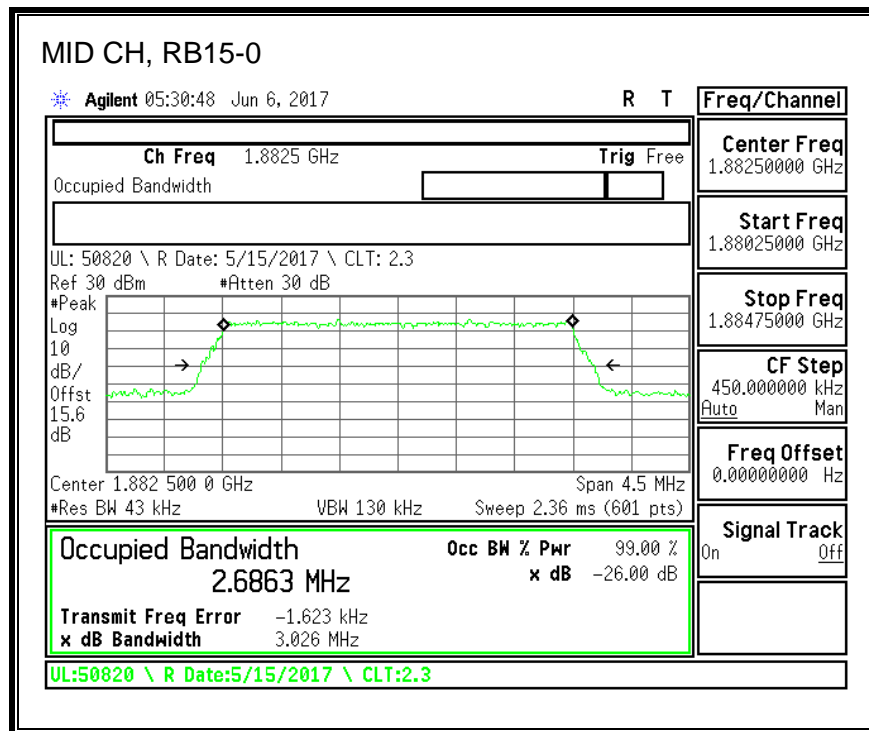 MID CH, RB15-0
Agilent 05:30:48 Jun 6, 2017 R T
Freq/Channel
Ch Freq 1.8825 GHz Trig Free
Occupied Bandwidth
Center Freq
1.88250000 GHz
Start Freq
1.88025000 GHz
Stop Freq
1.88475000 GHz
CF Step
450.000000 kHz
Auto Man
Freq Offset
0.00000000 Hz
Signal Track
On Off
UL: 50820 \ R Date: 5/15/2017 \ CLT: 2.3
Ref 30 dBm #Atten 30 dB
#Peak
Log
10
dB/
Offst
15.6
dB
Center 1.882 500 0 GHz Span 4.5 MHz
#Res BW 43 kHz VBW 130 kHz Sweep 2.36 ms (601 pts)
Occupied Bandwidth Occ BW % Pwr 99.00 %
2.6863 MHz x dB -26.00 dB
Transmit Freq Error -1.623 kHz
x dB Bandwidth 3.026 MHz
UL:50820 \ R Date:5/15/2017 \ CLT:2.3